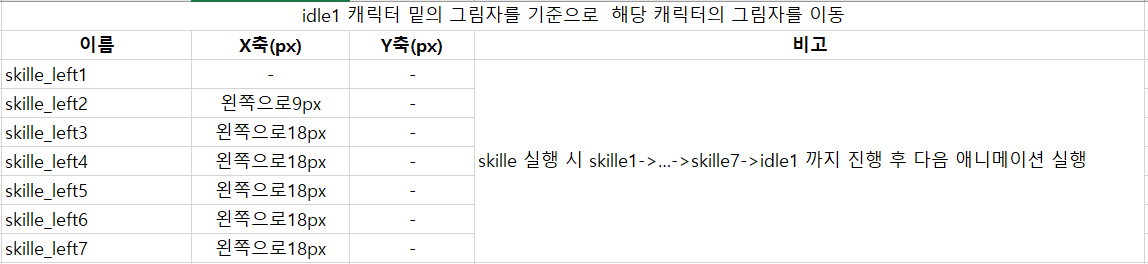 idle1 캐릭터 밑의 그림자를 기준으로  해당 캐릭터의 그림자를 이동
이름 X축(px) Y축(px) 비고
skille_left1 - -
skille_left2 왼쪽으로9px -
skille_left3 왼쪽으로18px -
skille_left4 왼쪽으로18px - skille 실행 시 skille1->...->skille7->idle1 까지 진행 후 다음 애니메이션 실행
skille_left5 왼쪽으로18px -
skille_left6 왼쪽으로18px -
skille_left7 왼쪽으로18px -